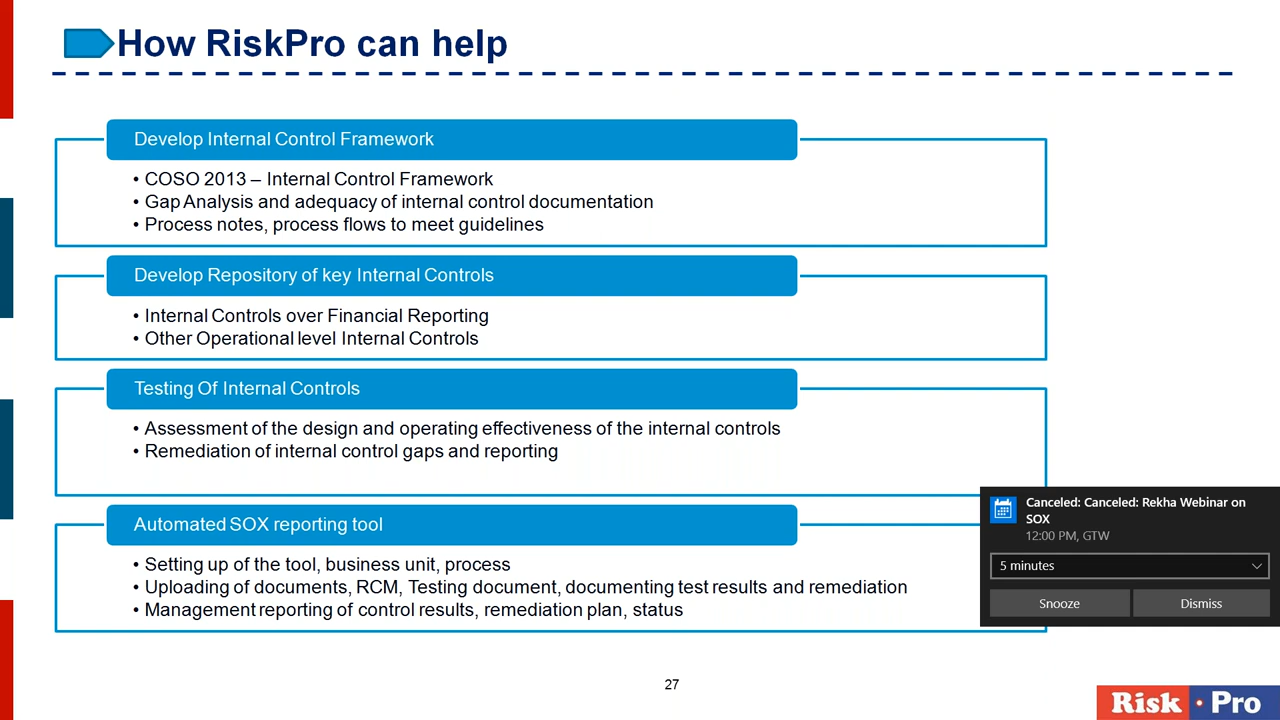 How RiskPro can help
Develop Internal Control Framework
• COSO 2013 – Internal Control Framework
• Gap Analysis and adequacy of internal control documentation
• Process notes, process flows to meet guidelines
Develop Repository of key Internal Controls
• Internal Controls over Financial Reporting
• Other Operational level Internal Controls
Testing Of Internal Controls
• Assessment of the design and operating effectiveness of the internal controls
• Remediation of internal control gaps and reporting
Automated SOX reporting tool
• Setting up of the tool, business unit, process
• Uploading of documents, RCM, Testing document, documenting test results and remediation
• Management reporting of control results, remediation plan, status
Canceled: Canceled: Rekha Webinar on
SOX
12:00 PM, GTW
5 minutes
Snooze Dismiss
27
Risk • Pro